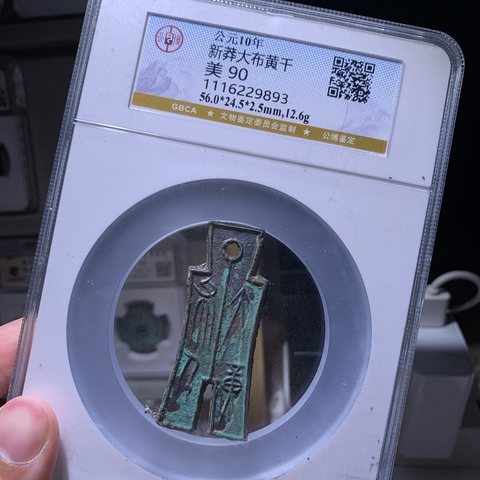 公元10年
新莽大布黄千
美 90
1116229893
56.0*24.5*2.5mm,12.6g
GBCA ★ 文物鉴定委员会监制 ★ 公博鉴定